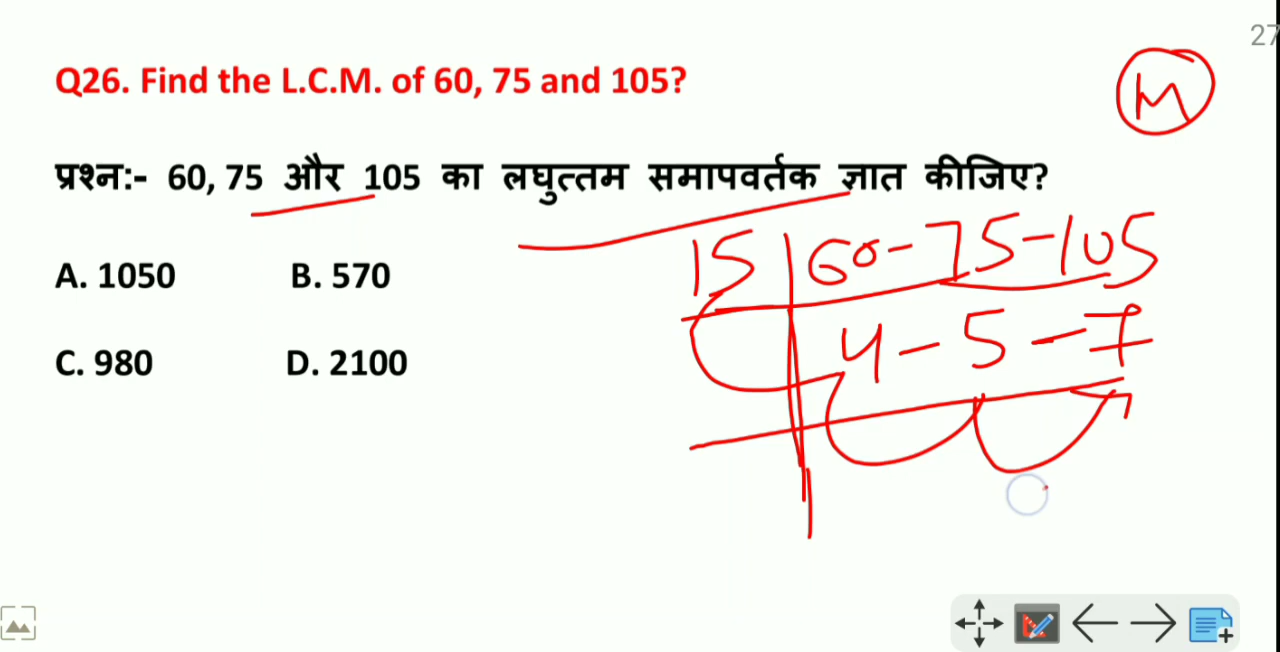 27
Q26. Find the L.C.M. of 60, 75 and 105?
M
प्रश्न:- 60, 75 और 105 का लघुत्तम समापवर्तक ज्ञात कीजिए?
15 | 60 - 75 - 105
A. 1050 B. 570
4 - 5 - 7
C. 980 D. 2100